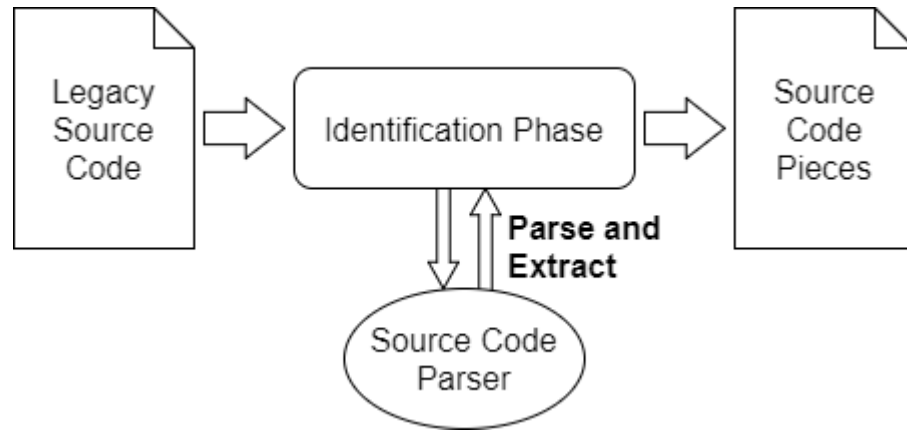 Legacy
Source
Code
Identification Phase
Source
Code
Pieces
Parse and
Extract
Source Code
Parser